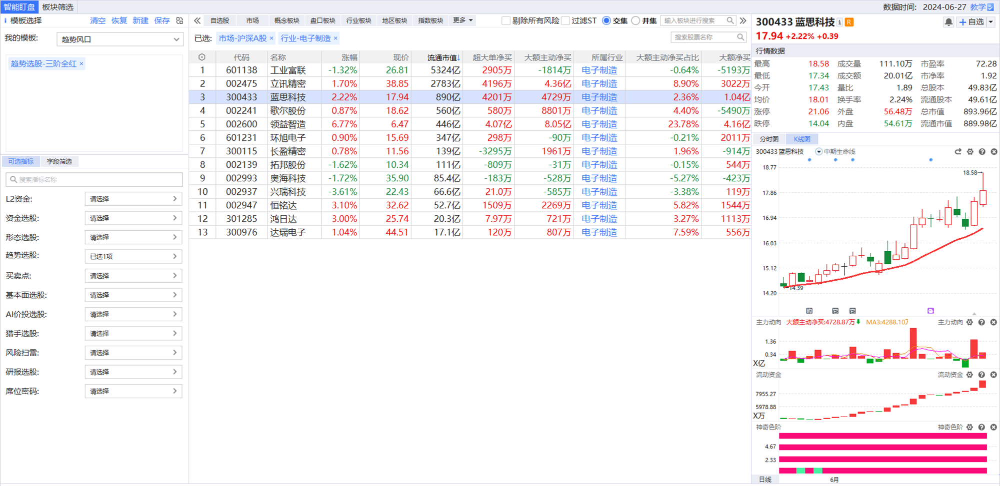 智能盯盘 板块筛选 数据时间: 2024-06-27 教学
模板选择 清空 恢复 新建 保存
我的模板: 趋势风口
趋势选股-三阶全红 ×
可选指标 字段筛选
搜索指标名称
L2资金: 请选择
资金选股: 请选择
形态选股: 请选择
趋势选股: 已选1项
买卖点: 请选择
基本面选股: 请选择
AI价投选股: 请选择
猎手选股: 请选择
风险扫雷: 请选择
研报选股: 请选择
席位密码: 请选择
自选股 市场 概念板块 盘口板块 行业板块 地区板块 指数板块 更多 剔除所有风险 过滤ST 交集 并集 输入板块进行搜索
已选: 市场-沪深A股 × 行业-电子制造 × 搜索股票名称
代码 名称 涨幅 现价 流通市值↓ 超大单净买 大额主动净买 所属行业 大额主动净买占比 大额净买
1 601138 工业富联 -1.32% 26.81 5324亿 2905万 -1814万 电子制造 -0.64% -5193万
2 002475 立讯精密 1.70% 38.85 2783亿 4196万 4.36亿 电子制造 8.90% 3022万
3 300433 蓝思科技 2.22% 17.94 890亿 4201万 4729万 电子制造 2.36% 1.04亿
4 002241 歌尔股份 0.87% 18.62 560亿 580万 8801万 电子制造 4.40% -5490万
5 002600 领益智造 6.77% 6.47 446亿 4.07亿 8.05亿 电子制造 23.78% 4.16亿
6 601231 环旭电子 0.90% 15.69 347亿 298万 -90万 电子制造 -0.21% 2011万
7 300115 长盈精密 0.78% 11.56 139亿 -3295万 1961万 电子制造 1.96% -914万
8 002139 拓邦股份 -1.62% 10.34 111亿 -809万 -31万 电子制造 -0.15% 544万
9 002993 奥海科技 -1.72% 35.90 85.4亿 -183万 -528万 电子制造 -5.27% -423万
10 002937 兴瑞科技 -3.61% 22.43 66.6亿 21.0万 -585万 电子制造 -3.38% 119万
11 002947 恒铭达 3.10% 32.62 52.7亿 1509万 2269万 电子制造 5.82% 1544万
12 301285 鸿日达 3.00% 25.74 20.3亿 7.97万 721万 电子制造 3.27% 1113万
13 300976 达瑞电子 1.04% 44.51 17.1亿 120万 807万 电子制造 7.59% 556万
300433 蓝思科技 R +自选
17.94 +2.22% +0.39
行情数据
最高 18.58 成交量 111.10万 市盈率 72.28
最低 17.34 成交额 20.01亿 市净率 1.92
今开 17.43 量比 1.89 总股本 49.83亿
均价 18.01 换手率 2.24% 流通股本 49.61亿
涨停 21.06 外盘 56.48万 总市值 893.96亿
跌停 14.04 内盘 54.61万 流通市值 889.98亿
分时图 K线图
300433 蓝思科技 中期生命线
18.77
18.58→
17.86
16.94
16.03
15.12
14.39
14.20
主力动向 大额主动净买:4728.87万 MA3:4288.10 主力动向
1.36
0.34
X亿
流动资金 流动资金
7955.27
5978.88
X万
神奇色阶 神奇色阶
4.67
2.33
日线 6月